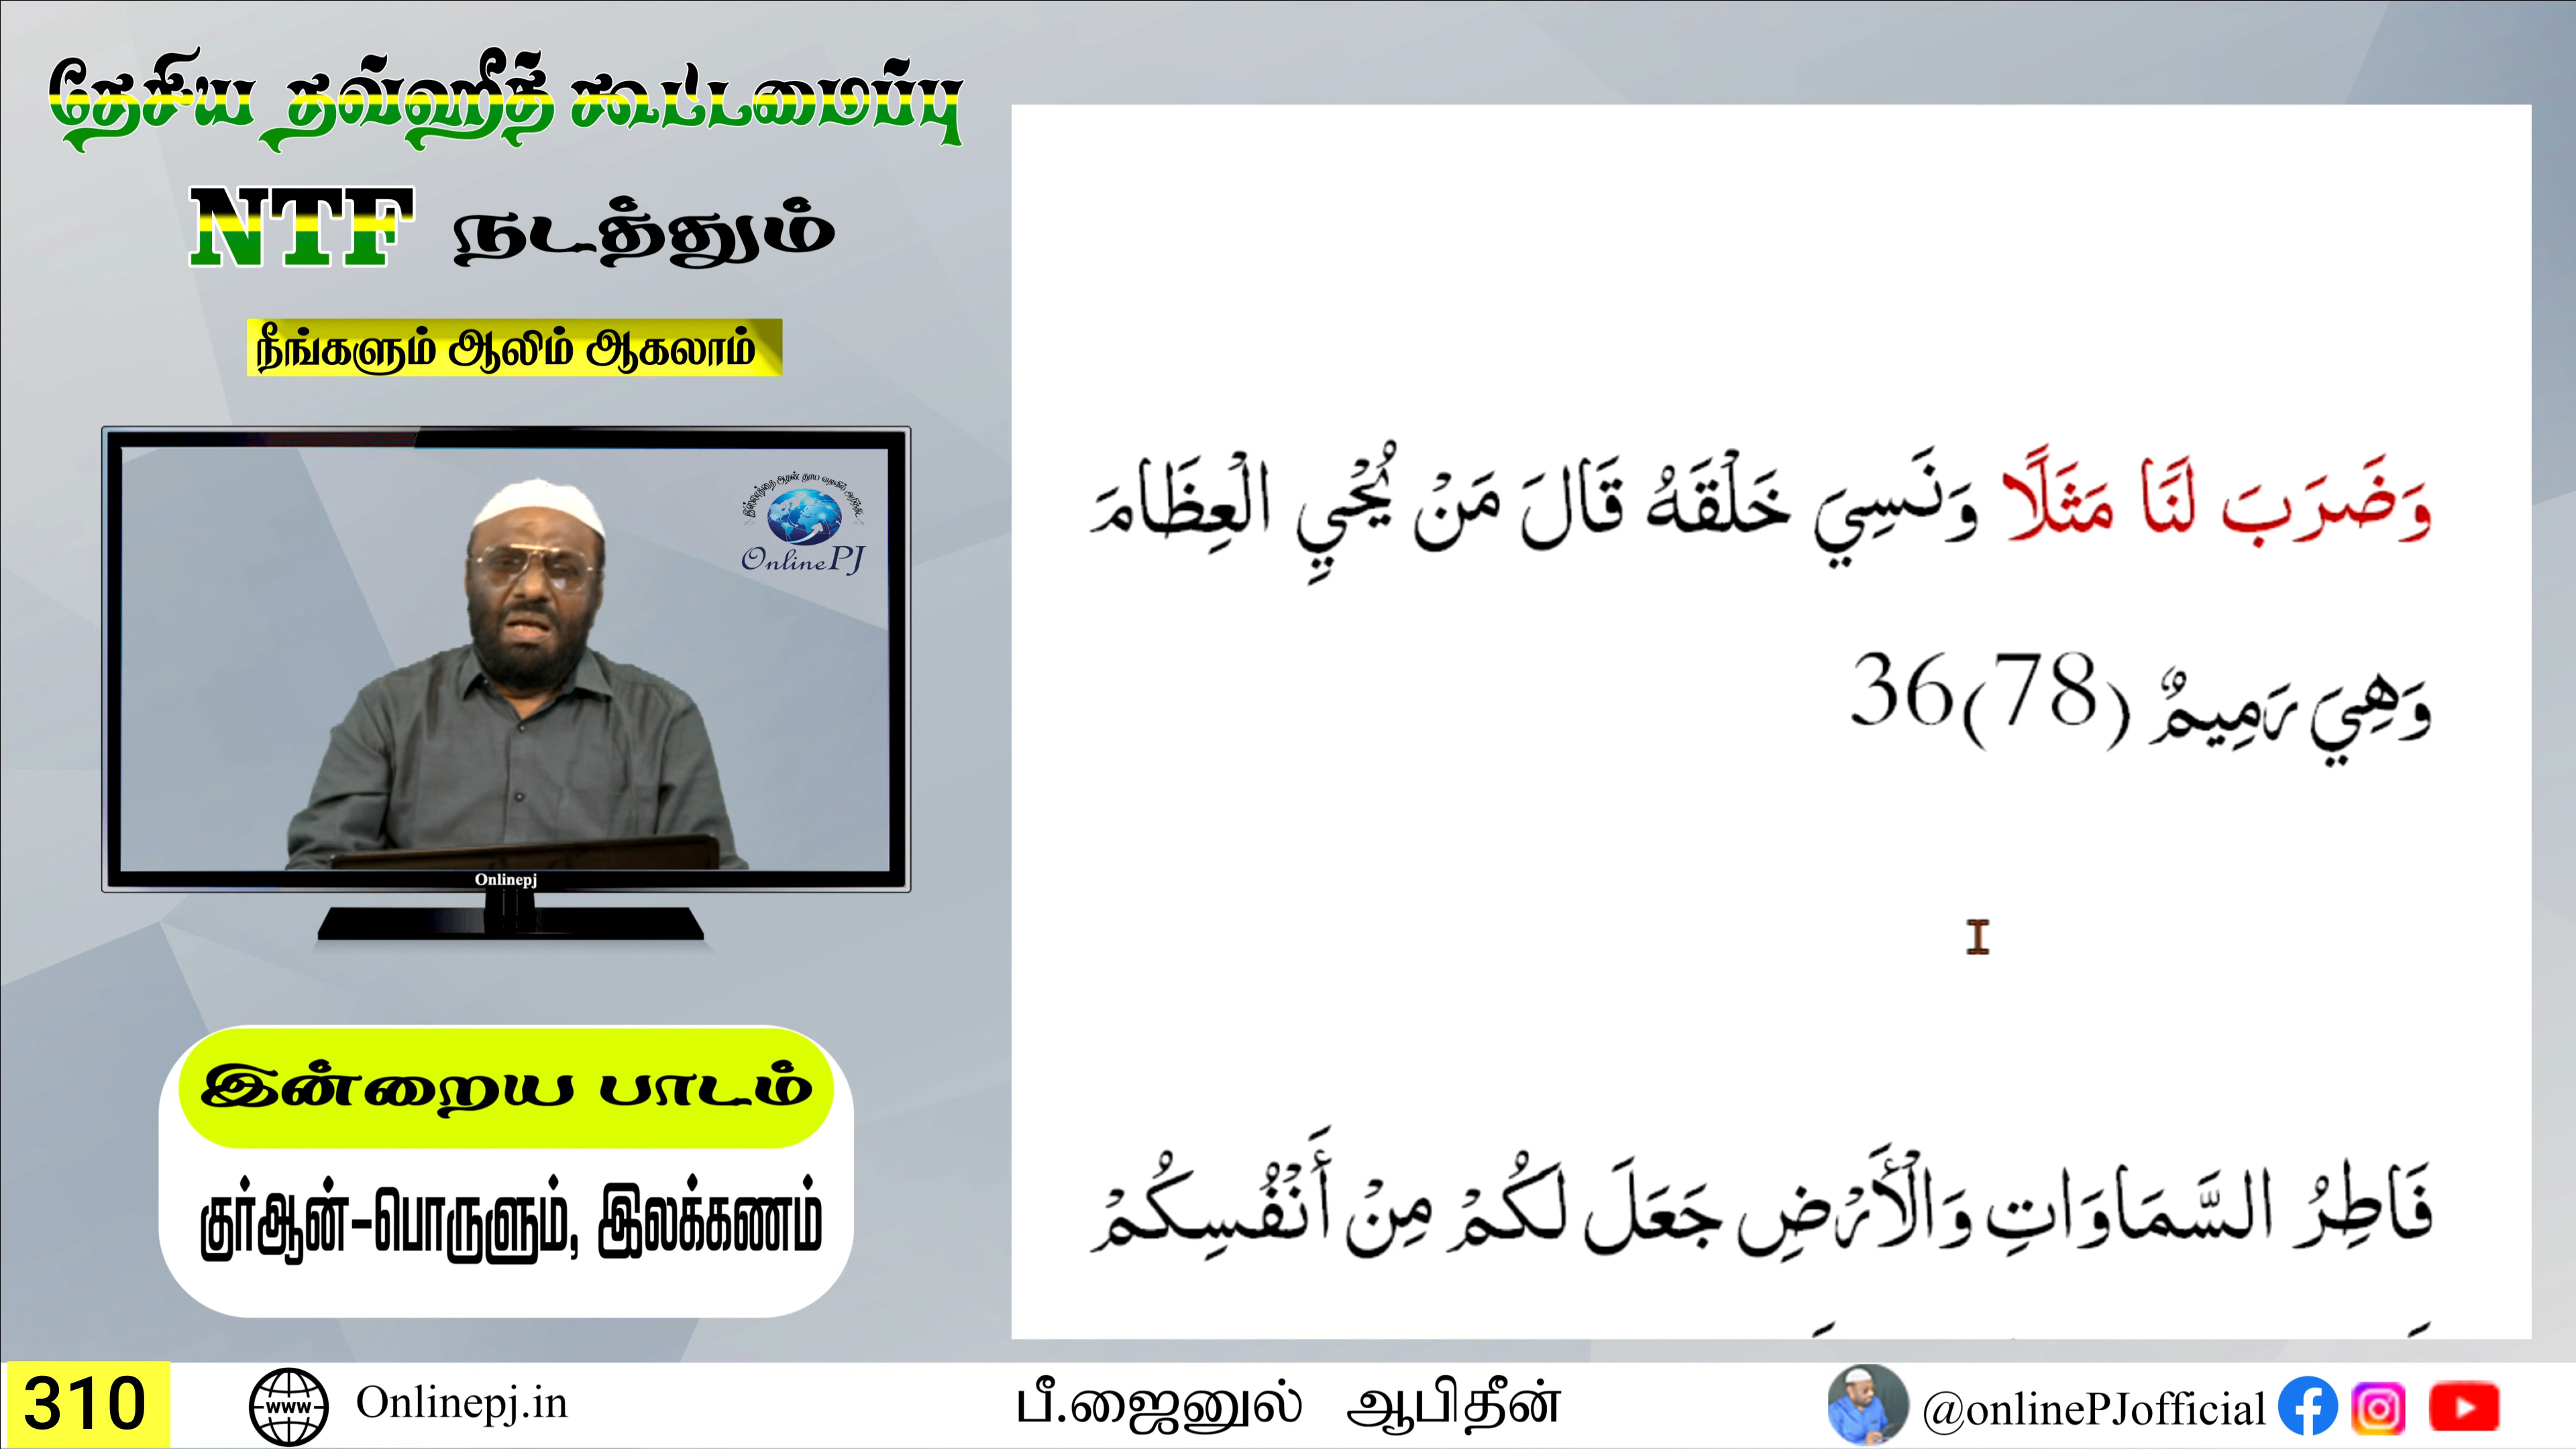 தேசிய தவ்ஹீத் கூட்டமைப்பு
NTF நடத்தும்
நீங்களும் ஆலிம் ஆகலாம்
OnlinePJ
Onlinepj
இன்றைய பாடம்
குர்ஆன்-பொருளும், இலக்கணம்
وَضَرَبَ لَنَا مَثَلًا وَنَسِيَ خَلْقَهُ قَالَ مَنْ يُحْيِ الْعِظَامَ
وَهِيَ رَمِيمٌ (78)36
فَاطِرُ السَّمَاوَاتِ وَالْأَرْضِ جَعَلَ لَكُمْ مِنْ أَنْفُسِكُمْ
310
www
Onlinepj.in
பீ.ஜைனுல் ஆபிதீன்
@onlinePJofficial